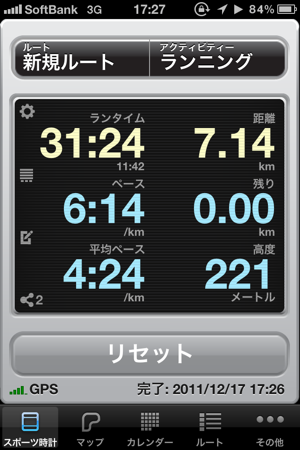 SoftBank 3G 17:27 84%
ルート アクティビティー
新規ルート ランニング
ランタイム 距離
31:24 7.14
11:42 km
ペース 残り
6:14 0.00
/km km
平均ペース 高度
4:24 221
/km メートル
2
リセット
GPS 完了: 2011/12/17 17:26
スポーツ時計 マップ カレンダー ルート その他